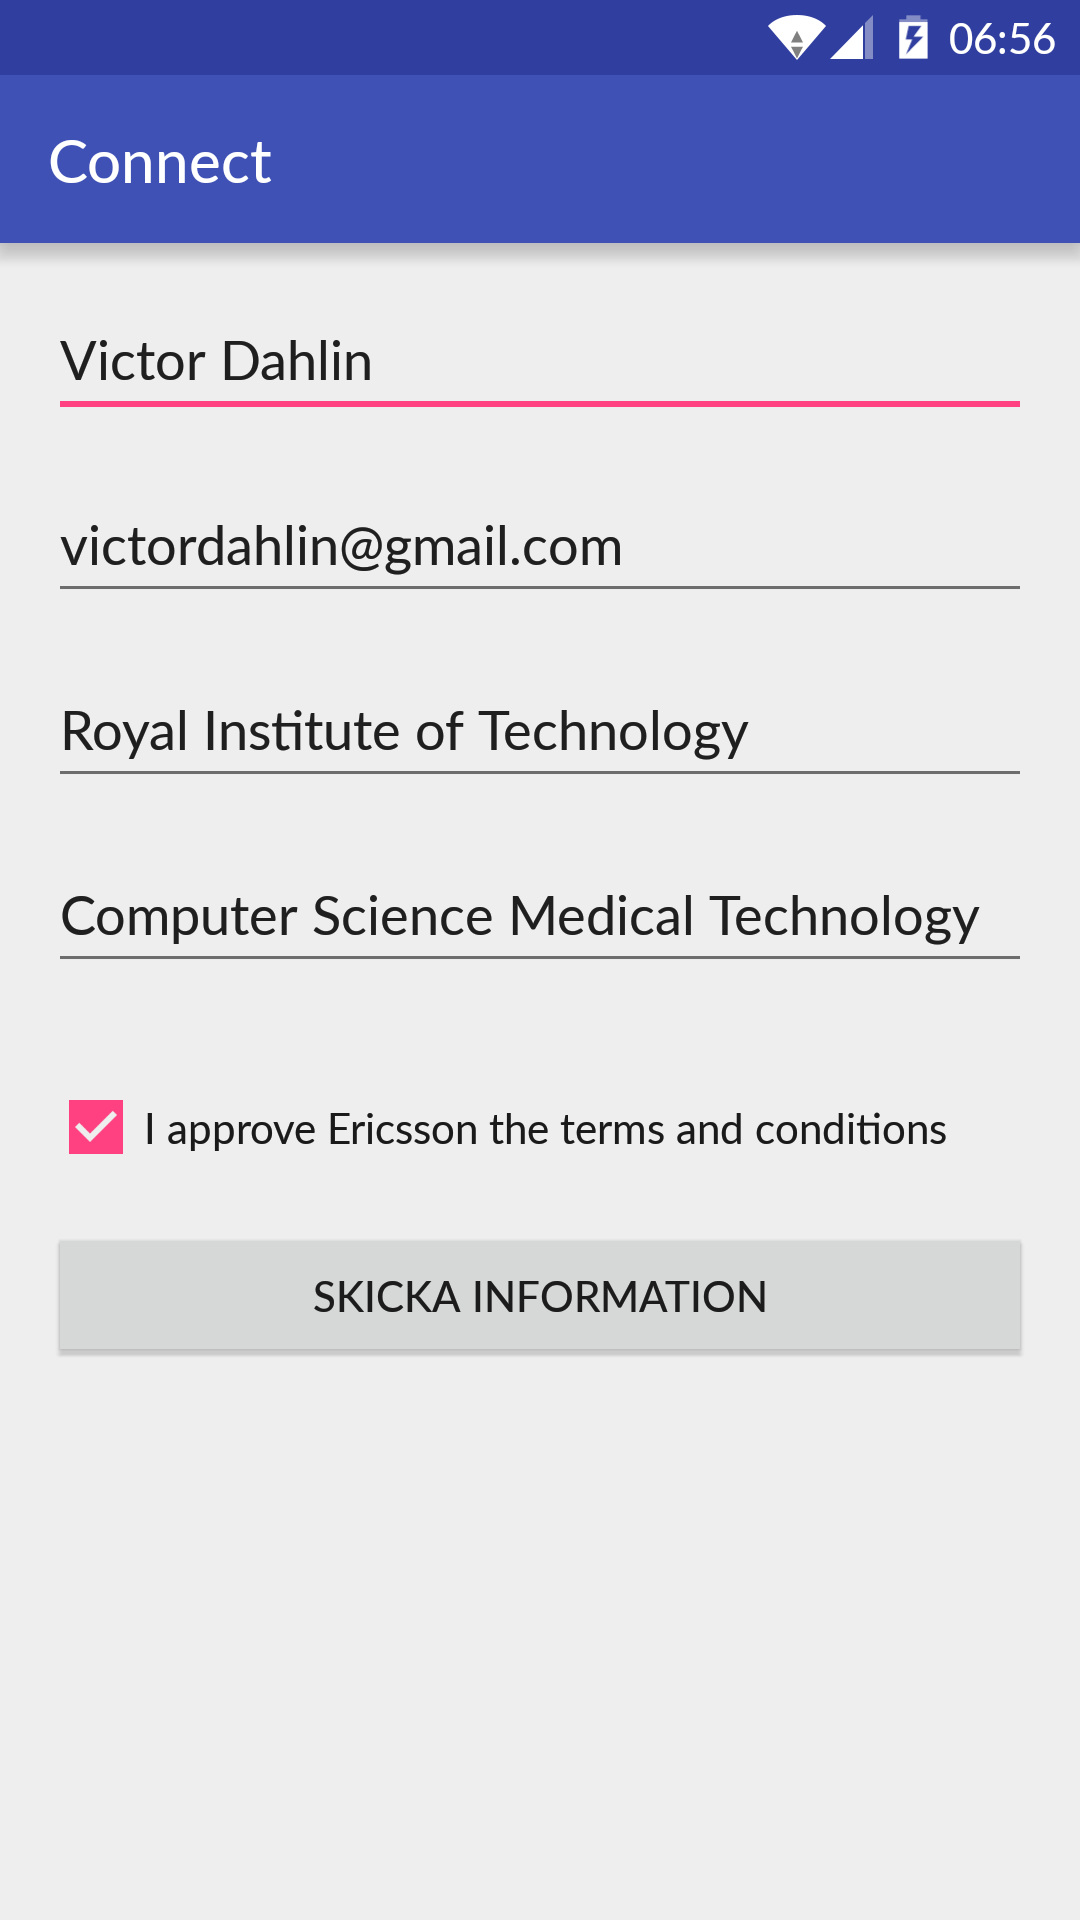 06:56
Connect
Victor Dahlin
victordahlin@gmail.com
Royal Institute of Technology
Computer Science Medical Technology
I approve Ericsson the terms and conditions
SKICKA INFORMATION